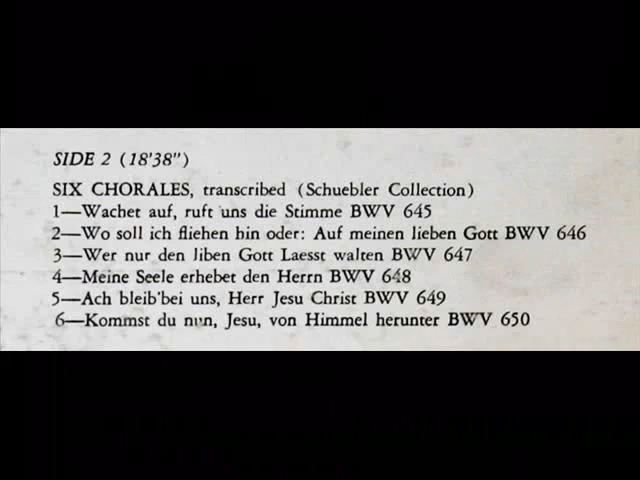 SIDE 2 (18'38")
SIX CHORALES, transcribed (Schuebler Collection)
1—Wachet auf, ruft uns die Stimme BWV 645
2—Wo soll ich fliehen hin oder: Auf meinen lieben Gott BWV 646
3—Wer nur den liben Gott Laesst walten BWV 647
4—Meine Seele erhebet den Herrn BWV 648
5—Ach bleib'bei uns, Herr Jesu Christ BWV 649
6—Kommst du nun, Jesu, von Himmel herunter BWV 650